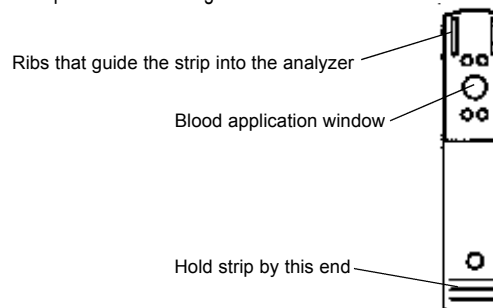 Ribs that guide the strip into the analyzer
Blood application window
Hold strip by this end